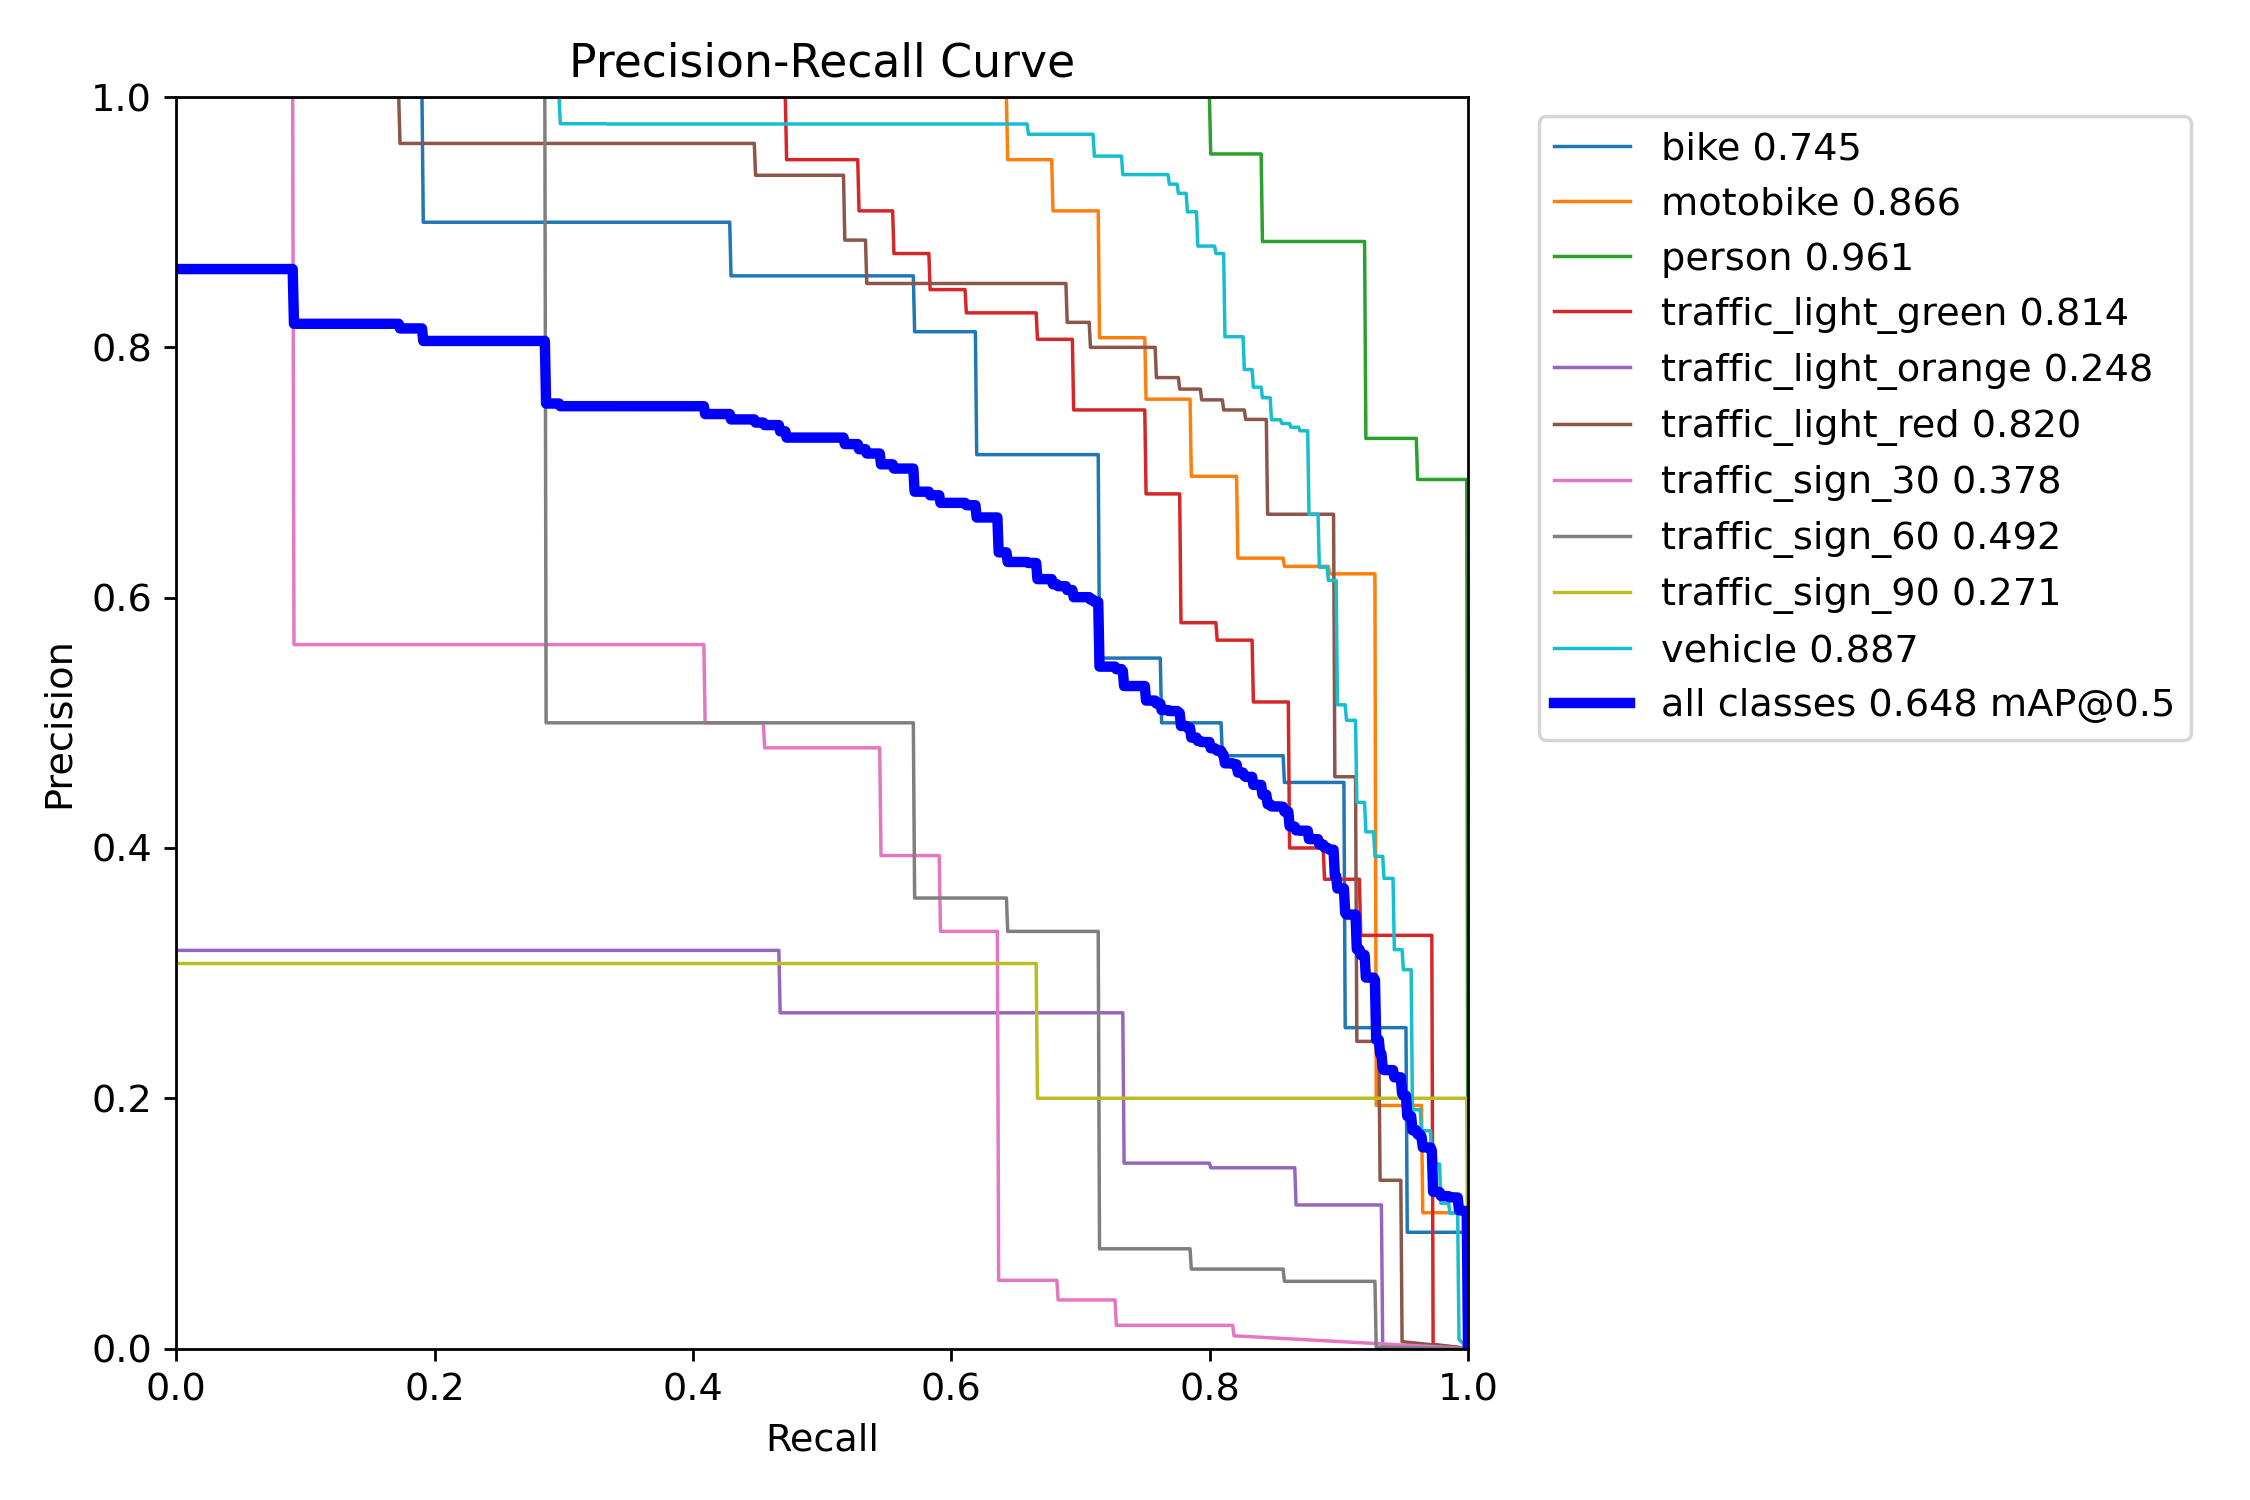 Precision-Recall Curve
1.0
0.8
0.6
0.4
0.2
0.0
Precision
0.0 0.2 0.4 0.6 0.8 1.0
Recall
bike 0.745
motobike 0.866
person 0.961
traffic_light_green 0.814
traffic_light_orange 0.248
traffic_light_red 0.820
traffic_sign_30 0.378
traffic_sign_60 0.492
traffic_sign_90 0.271
vehicle 0.887
all classes 0.648 mAP@0.5